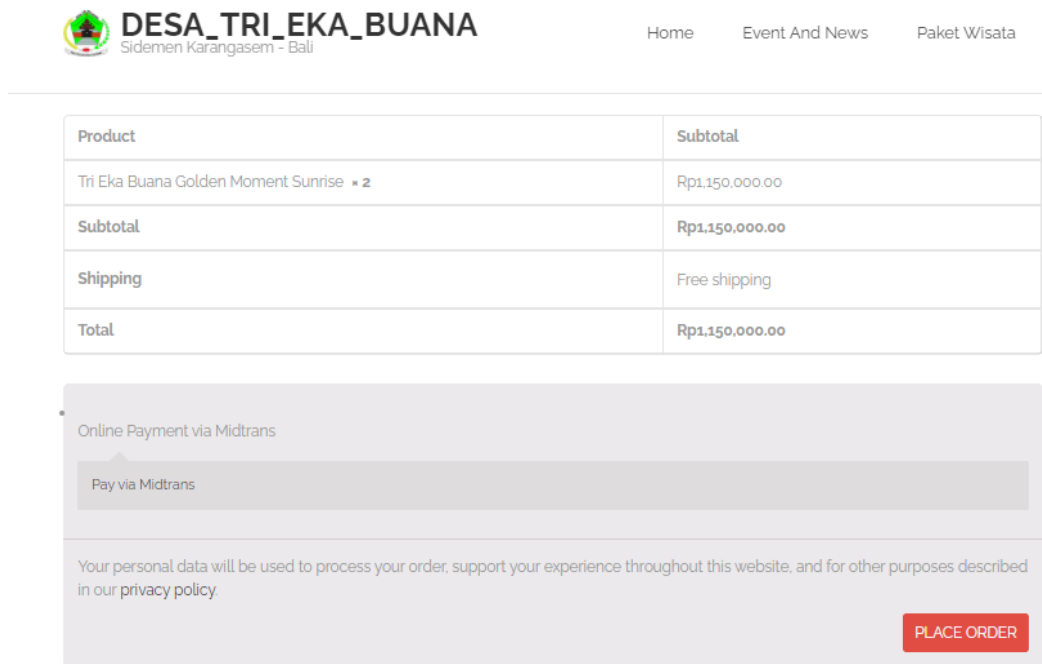 DESA_TRI_EKA_BUANA
Sidemen Karangasem - Bali
Home Event And News Paket Wisata
Product Subtotal
Tri Eka Buana Golden Moment Sunrise × 2 Rp1,150,000.00
Subtotal Rp1,150,000.00
Shipping Free shipping
Total Rp1,150,000.00
Online Payment via Midtrans
Pay via Midtrans
Your personal data will be used to process your order, support your experience throughout this website, and for other purposes described
in our privacy policy.
PLACE ORDER